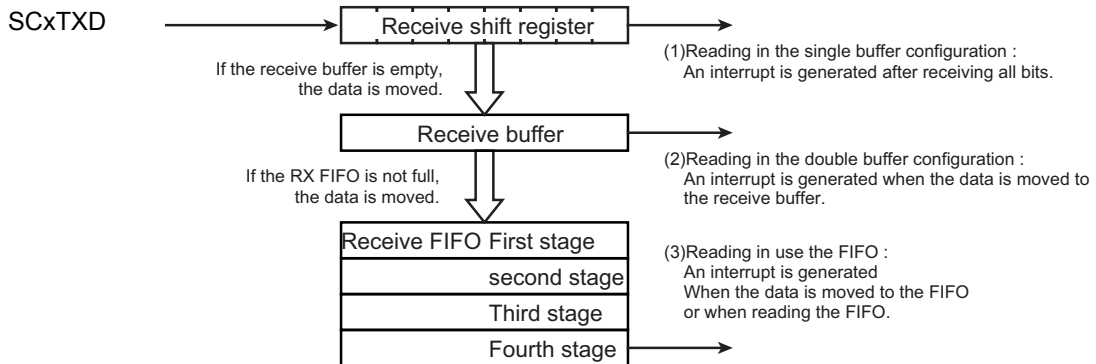 SCxTXD
Receive shift register
(1)Reading in the single buffer configuration :
An interrupt is generated after receiving all bits.
If the receive buffer is empty,
the data is moved.
Receive buffer
(2)Reading in the double buffer configuration :
An interrupt is generated when the data is moved to
the receive buffer.
If the RX FIFO is not full,
the data is moved.
Receive FIFO First stage
second stage
Third stage
Fourth stage
(3)Reading in use the FIFO :
An interrupt is generated
When the data is moved to the FIFO
or when reading the FIFO.